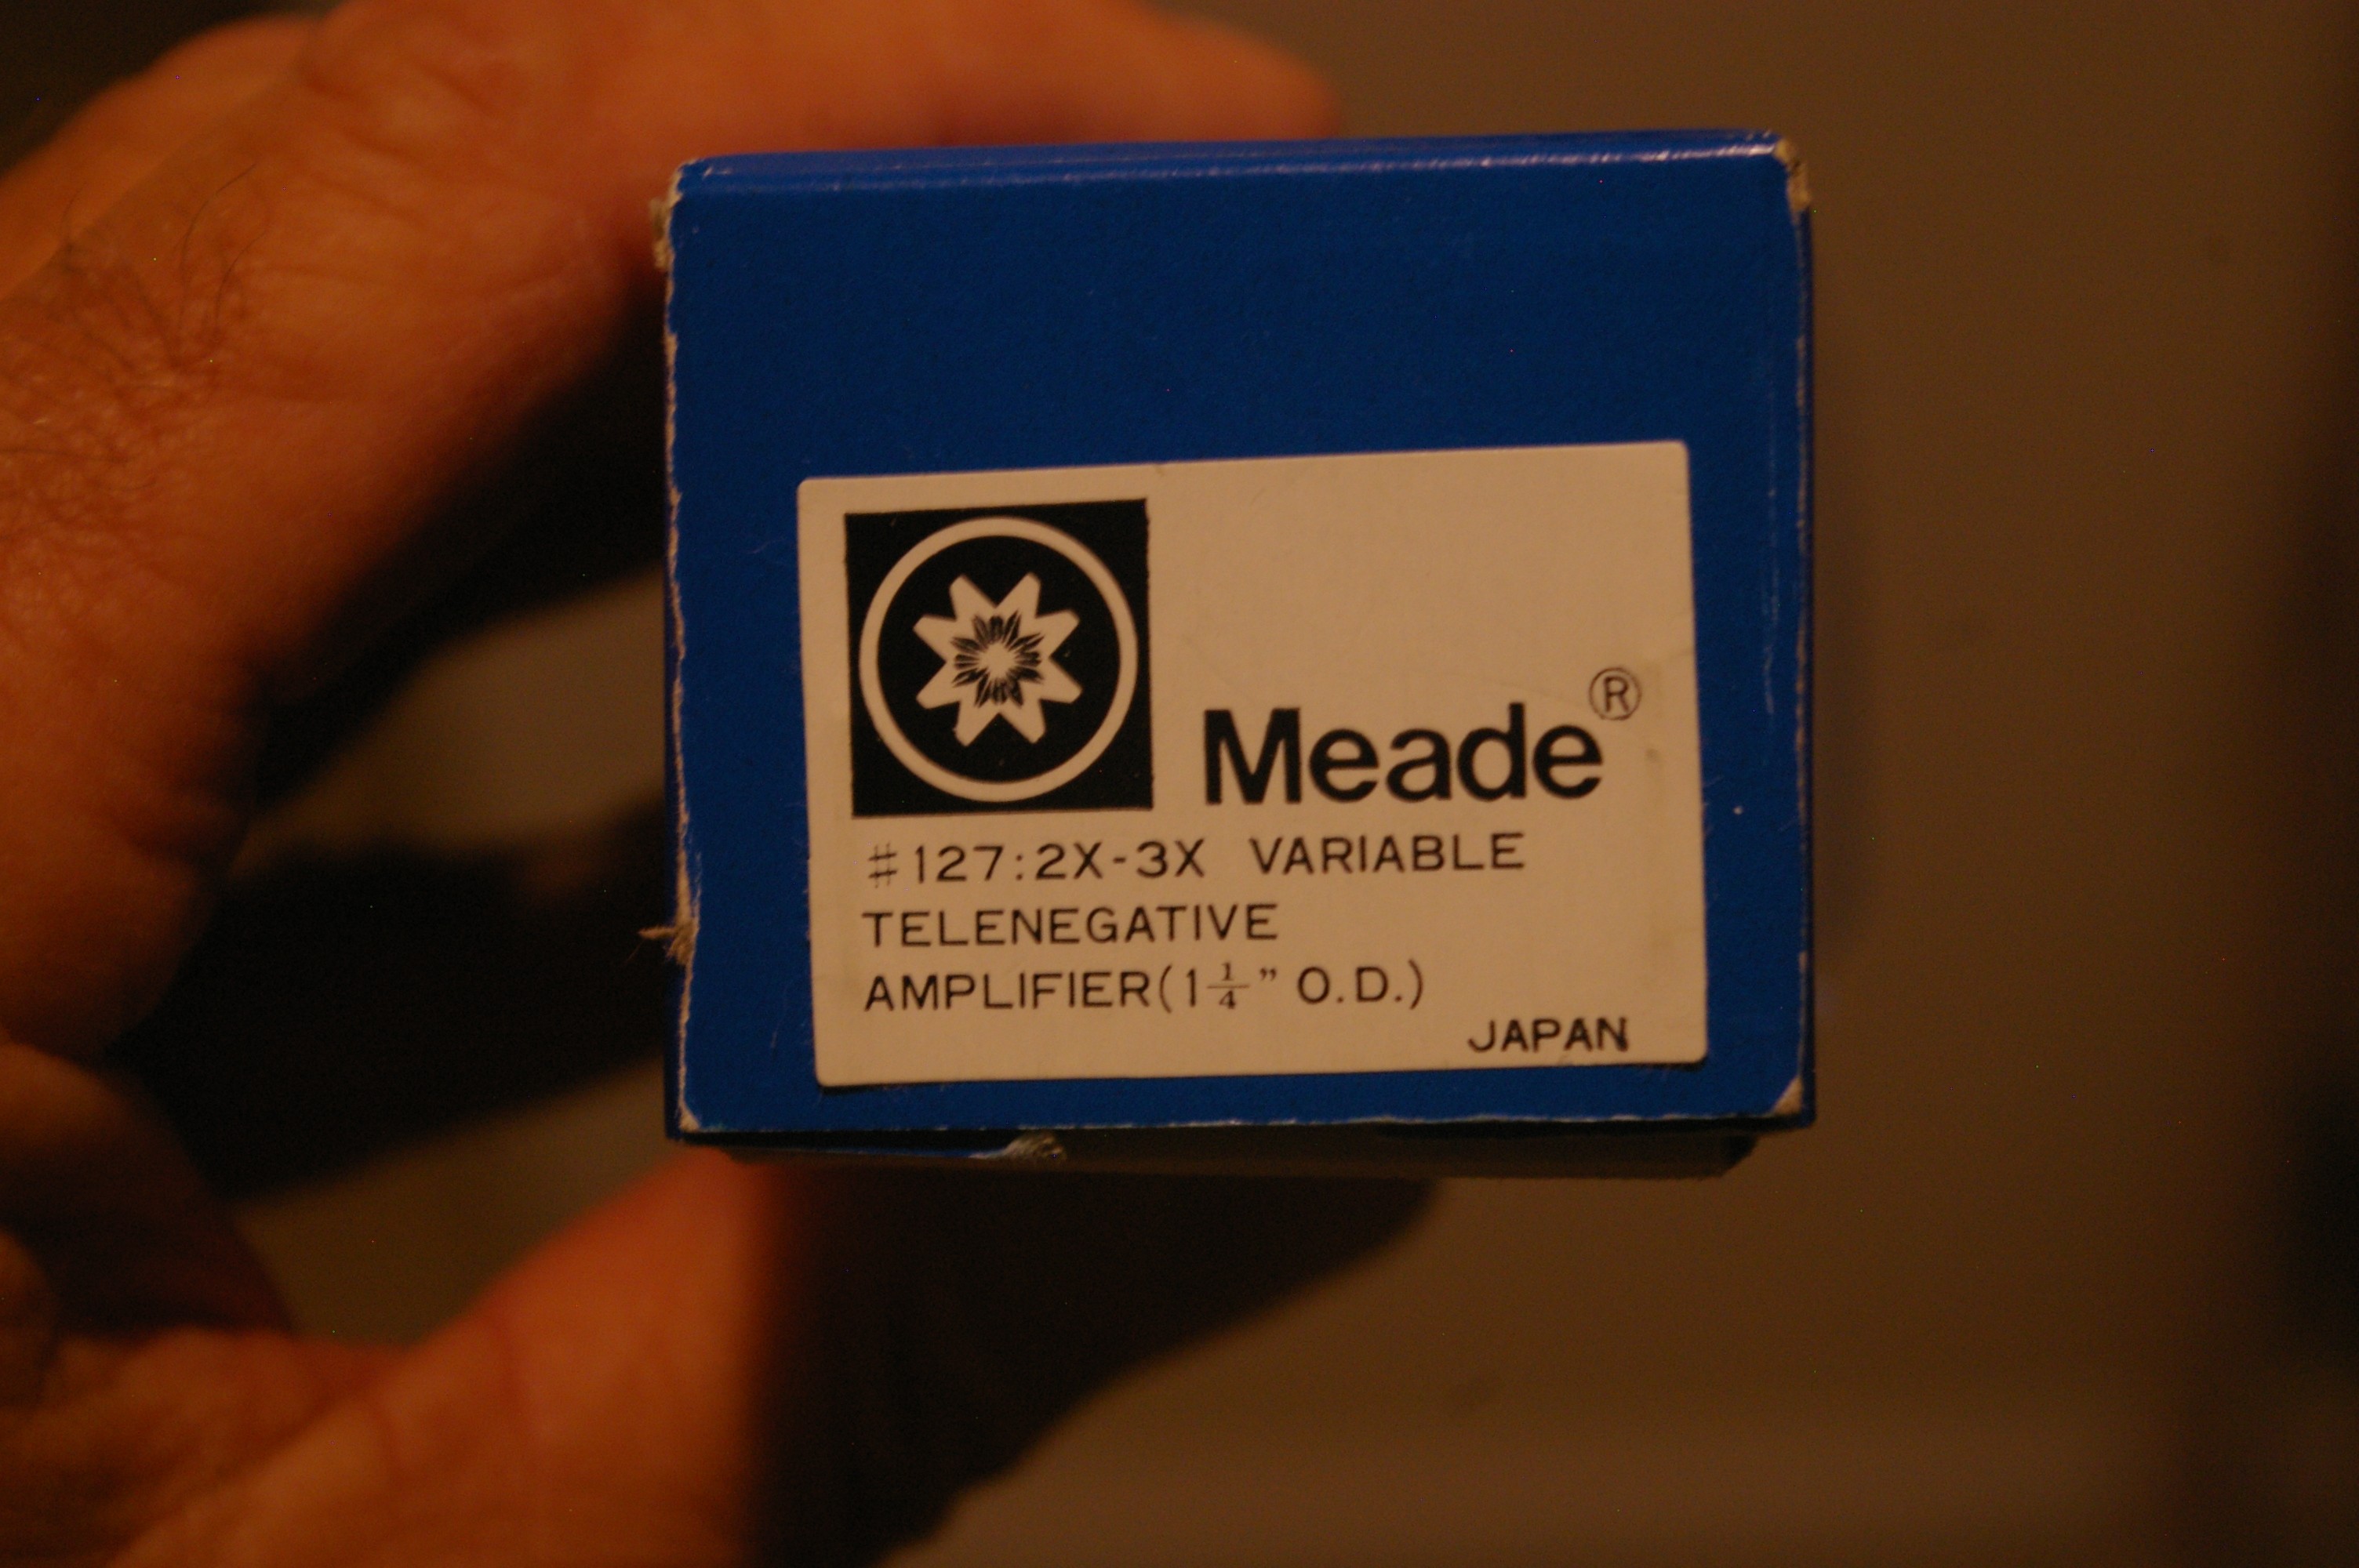 Meade®
#127:2X-3X VARIABLE
TELENEGATIVE
AMPLIFIER(1¼” O.D.)
JAPAN